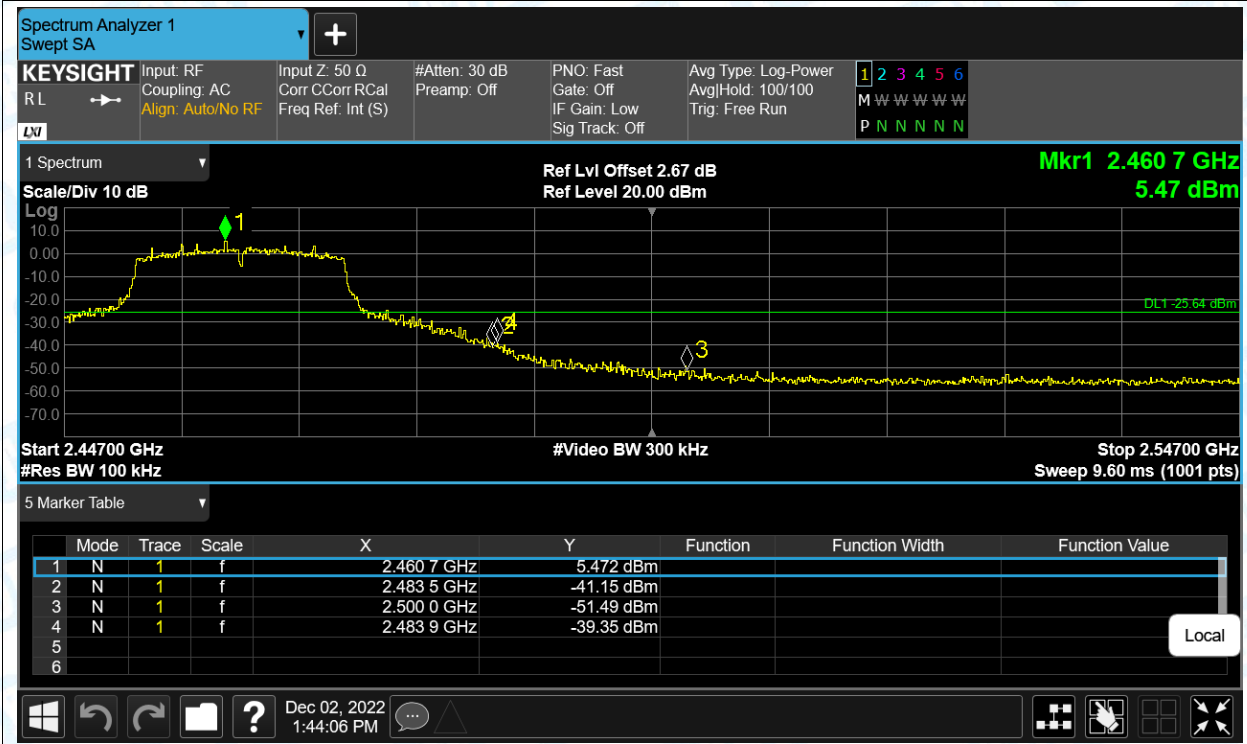 Spectrum Analyzer 1
Swept SA
+
KEYSIGHT
R L
LXI
Input: RF
Coupling: AC
Align: Auto/No RF
Input Z: 50 Ω
Corr CCorr RCal
Freq Ref: Int (S)
#Atten: 30 dB
Preamp: Off
PNO: Fast
Gate: Off
IF Gain: Low
Sig Track: Off
Avg Type: Log-Power
Avg|Hold: 100/100
Trig: Free Run
1 2 3 4 5 6
M W W W W W
P N N N N N
1 Spectrum
Scale/Div 10 dB
Ref Lvl Offset 2.67 dB
Ref Level 20.00 dBm
Mkr1 2.460 7 GHz
5.47 dBm
Log
10.0
0.00
-10.0
-20.0
-30.0
-40.0
-50.0
-60.0
-70.0
1
3
DL1 -25.64 dBm
Start 2.44700 GHz
#Video BW 300 kHz
Stop 2.54700 GHz
#Res BW 100 kHz
Sweep 9.60 ms (1001 pts)
5 Marker Table
Mode Trace Scale X Y Function Function Width Function Value
1 N 1 f 2.460 7 GHz 5.472 dBm
2 N 1 f 2.483 5 GHz -41.15 dBm
3 N 1 f 2.500 0 GHz -51.49 dBm
4 N 1 f 2.483 9 GHz -39.35 dBm
5
6
Local
?
Dec 02, 2022
1:44:06 PM